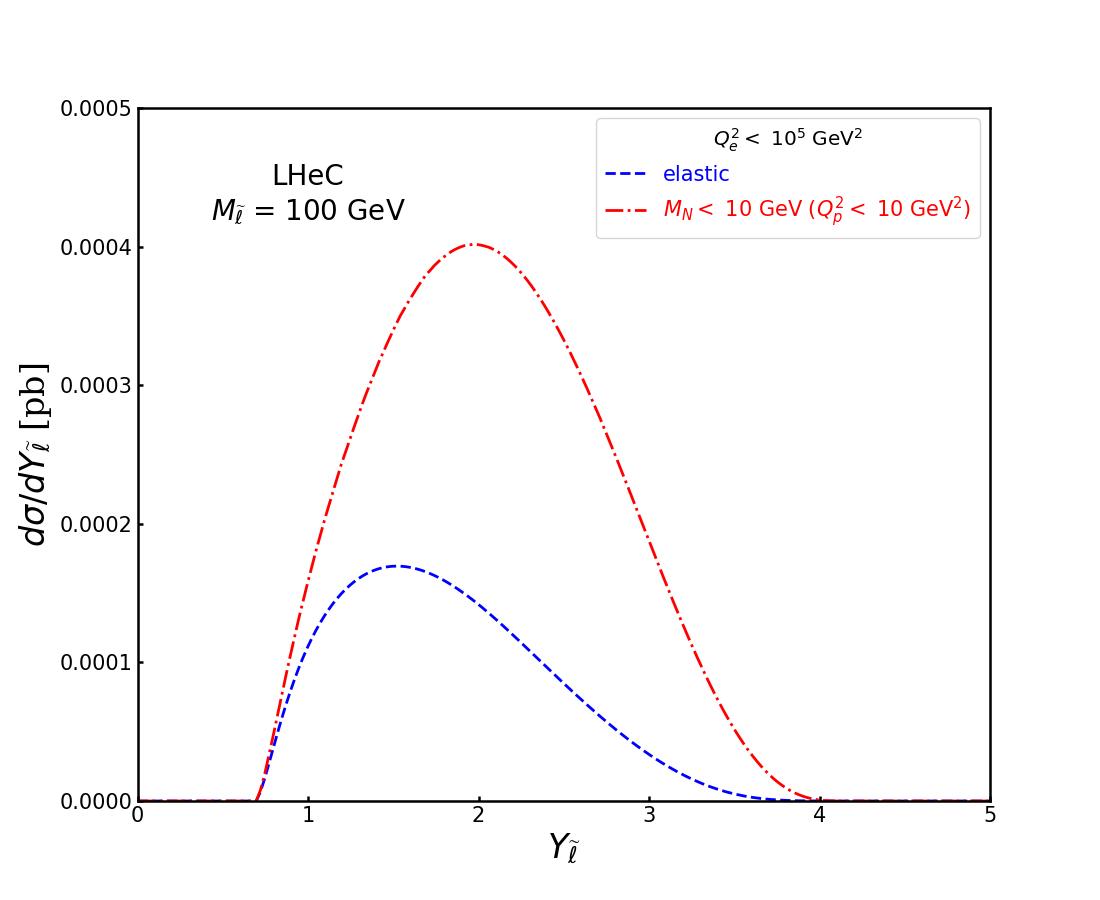 0.0005
0.0004
0.0003
0.0002
0.0001
0.0000
dσ/dY_ℓ̃ [pb]
LHeC
M_ℓ̃ = 100 GeV
Q_e^2 < 10^5 GeV^2
elastic
M_N < 10 GeV (Q_p^2 < 10 GeV^2)
0 1 2 3 4 5
Y_ℓ̃